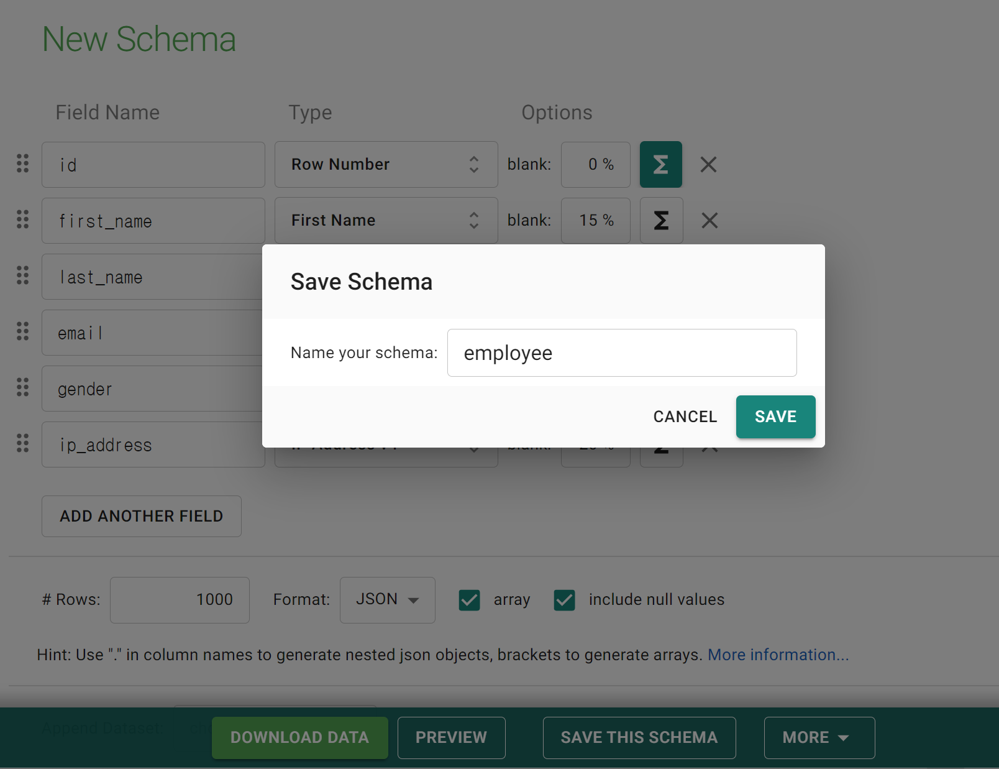 New Schema
Field Name Type Options
id Row Number blank: 0 % Σ
first_name First Name blank: 15 % Σ
last_name
email
gender
ip_address
Save Schema
Name your schema: employee
CANCEL SAVE
ADD ANOTHER FIELD
# Rows: 1000 Format: JSON array include null values
Hint: Use "." in column names to generate nested json objects, brackets to generate arrays. More information...
Append Dataset:
DOWNLOAD DATA PREVIEW SAVE THIS SCHEMA MORE